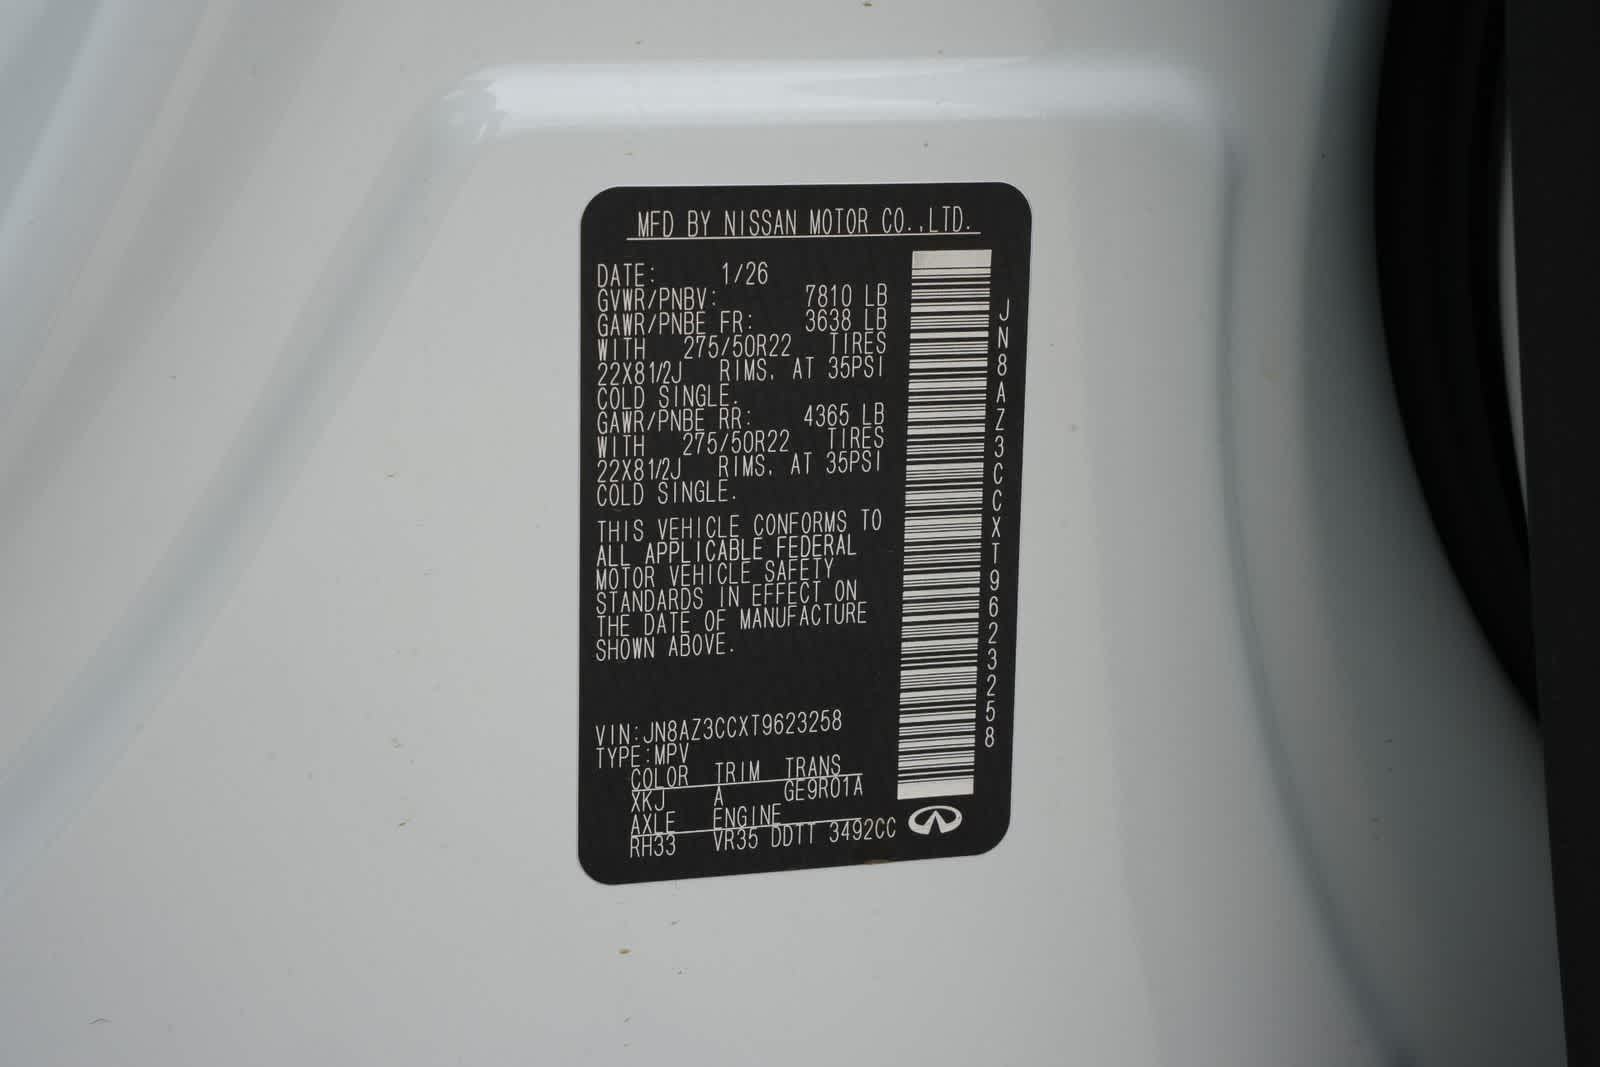 MFD BY NISSAN MOTOR CO.,LTD.
DATE: 1/26
GVWR/PNBV: 7810 LB
GAWR/PNBE FR: 3638 LB
WITH 275/50R22 TIRES
22X81/2J RIMS, AT 35PSI
COLD SINGLE.
GAWR/PNBE RR: 4365 LB
WITH 275/50R22 TIRES
22X81/2J RIMS, AT 35PSI
COLD SINGLE.
THIS VEHICLE CONFORMS TO
ALL APPLICABLE FEDERAL
MOTOR VEHICLE SAFETY
STANDARDS IN EFFECT ON
THE DATE OF MANUFACTURE
SHOWN ABOVE.
VIN:JN8AZ3CCXT9623258
TYPE:MPV
COLOR TRIM TRANS
XKJ A GE9R01A
AXLE ENGINE
RH33 VR35 DDTT 3492CC
JN8AZ3CCXT9623258